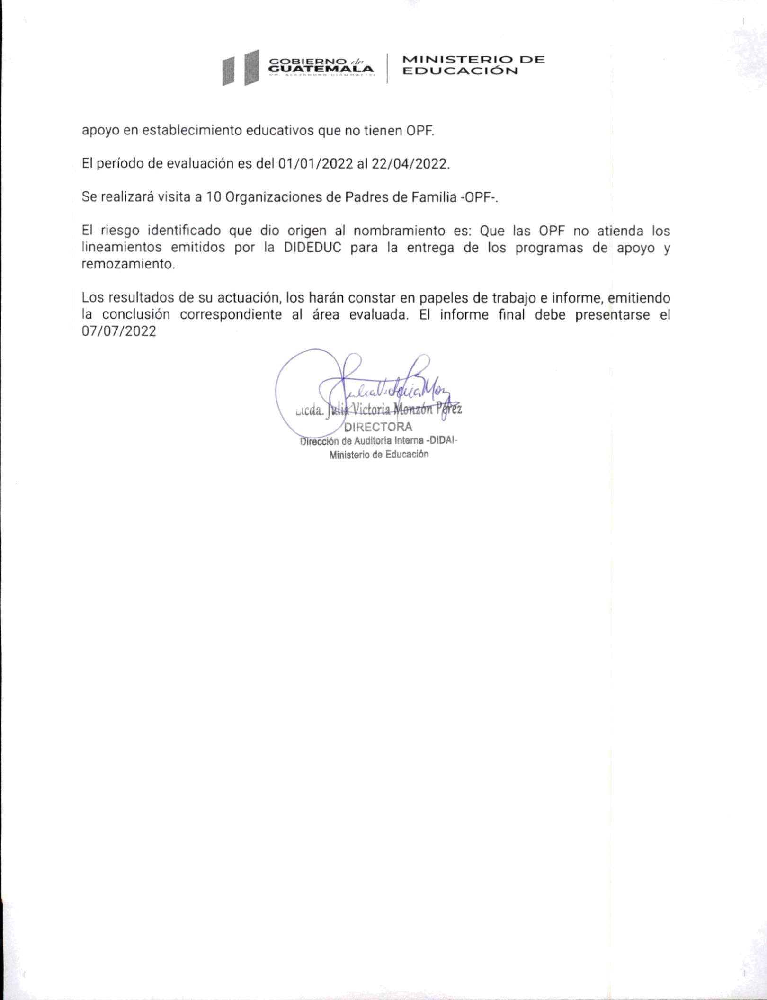 GOBIERNO de
GUATEMALA
DR. ALEJANDRO GIAMMATTEI
MINISTERIO DE
EDUCACIÓN
apoyo en establecimiento educativos que no tienen OPF.
El período de evaluación es del 01/01/2022 al 22/04/2022.
Se realizará visita a 10 Organizaciones de Padres de Familia -OPF-.
El riesgo identificado que dio origen al nombramiento es: Que las OPF no atienda los
lineamientos emitidos por la DIDEDUC para la entrega de los programas de apoyo y
remozamiento.
Los resultados de su actuación, los harán constar en papeles de trabajo e informe, emitiendo
la conclusión correspondiente al área evaluada. El informe final debe presentarse el
07/07/2022
Licda. Julia Victoria Monzón Pérez
DIRECTORA
Dirección de Auditoría Interna -DIDAI-
Ministerio de Educación